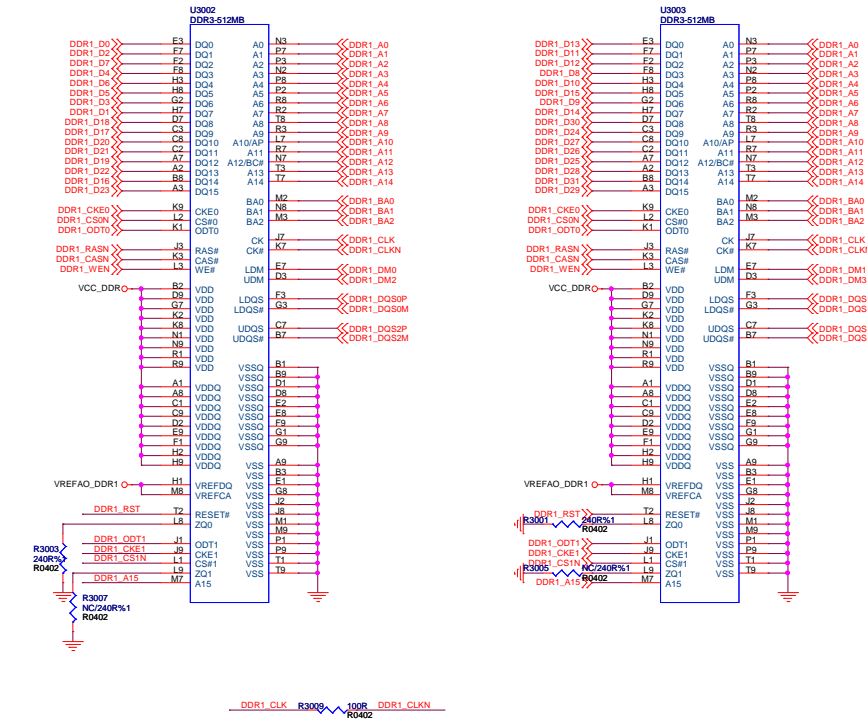 U3002
DDR3-512MB
DDR1_D0 E3 DQ0 A0 N3 DDR1_A0
DDR1_D2 F7 DQ1 A1 P7 DDR1_A1
DDR1_D7 F2 DQ2 A2 P3 DDR1_A2
DDR1_D4 F8 DQ3 A3 N2 DDR1_A3
DDR1_D6 H3 DQ4 A4 P8 DDR1_A4
DDR1_D5 H8 DQ5 A5 P2 DDR1_A5
DDR1_D3 G2 DQ6 A6 R8 DDR1_A6
DDR1_D1 H7 DQ7 A7 R2 DDR1_A7
DDR1_D18 D7 DQ8 A8 T8 DDR1_A8
DDR1_D17 C3 DQ9 A9 R3 DDR1_A9
DDR1_D20 C8 DQ10 A10/AP L7 DDR1_A10
DDR1_D21 C2 DQ11 A11 R7 DDR1_A11
DDR1_D19 A7 DQ12 A12/BC# N7 DDR1_A12
DDR1_D22 A2 DQ13 A13 T3 DDR1_A13
DDR1_D16 B8 DQ14 A14 T7 DDR1_A14
DDR1_D23 A3 DQ15
BA0 M2 DDR1_BA0
DDR1_CKE0 K9 CKE0 BA1 N8 DDR1_BA1
DDR1_CS0N L2 CS#0 BA2 M3 DDR1_BA2
DDR1_ODT0 K1 ODT0
CK J7 DDR1_CLK
DDR1_RASN J3 RAS# CK# K7 DDR1_CLKN
DDR1_CASN K3 CAS#
DDR1_WEN L3 WE# LDM E7 DDR1_DM0
UDM D3 DDR1_DM2
VCC_DDR B2 VDD
D9 VDD LDQS F3 DDR1_DQS0P
G7 VDD LDQS# G3 DDR1_DQS0M
K2 VDD
K8 VDD UDQS C7 DDR1_DQS2P
N1 VDD UDQS# B7 DDR1_DQS2M
N9 VDD
R1 VDD
R9 VDD VSSQ B1
VSSQ B9
A1 VDDQ VSSQ D1
A8 VDDQ VSSQ D8
C1 VDDQ VSSQ E2
C9 VDDQ VSSQ E8
D2 VDDQ VSSQ F9
E9 VDDQ VSSQ G1
F1 VDDQ VSSQ G9
H2 VDDQ
H9 VDDQ VSS A9
VSS B3
VREFAO_DDR1 H1 VREFDQ VSS E1
M8 VREFCA VSS G8
VSS J2
DDR1_RST T2 RESET# VSS J8
L8 ZQ0 VSS M1
VSS M9
DDR1_ODT1 J1 ODT1 VSS P1
DDR1_CKE1 J9 CKE1 VSS P9
DDR1_CS1N L1 CS#1 VSS T1
L9 ZQ1 VSS T9
DDR1_A15 M7 A15
R3003
240R%1
R0402
R3007
NC/240R%1
R0402
U3003
DDR3-512MB
DDR1_D13 E3 DQ0 A0 N3 DDR1_A0
DDR1_D11 F7 DQ1 A1 P7 DDR1_A1
DDR1_D12 F2 DQ2 A2 P3 DDR1_A2
DDR1_D8 F8 DQ3 A3 N2 DDR1_A3
DDR1_D10 H3 DQ4 A4 P8 DDR1_A4
DDR1_D15 H8 DQ5 A5 P2 DDR1_A5
DDR1_D9 G2 DQ6 A6 R8 DDR1_A6
DDR1_D14 H7 DQ7 A7 R2 DDR1_A7
DDR1_D30 D7 DQ8 A8 T8 DDR1_A8
DDR1_D24 C3 DQ9 A9 R3 DDR1_A9
DDR1_D27 C8 DQ10 A10/AP L7 DDR1_A10
DDR1_D26 C2 DQ11 A11 R7 DDR1_A11
DDR1_D25 A7 DQ12 A12/BC# N7 DDR1_A12
DDR1_D28 A2 DQ13 A13 T3 DDR1_A13
DDR1_D31 B8 DQ14 A14 T7 DDR1_A14
DDR1_D29 A3 DQ15
BA0 M2 DDR1_BA0
DDR1_CKE0 K9 CKE0 BA1 N8 DDR1_BA1
DDR1_CS0N L2 CS#0 BA2 M3 DDR1_BA2
DDR1_ODT0 K1 ODT0
CK J7 DDR1_CLK
DDR1_RASN J3 RAS# CK# K7 DDR1_CLKN
DDR1_CASN K3 CAS#
DDR1_WEN L3 WE# LDM E7 DDR1_DM1
UDM D3 DDR1_DM3
VCC_DDR B2 VDD
D9 VDD LDQS F3 DDR1_DQS
G7 VDD LDQS# G3 DDR1_DQS
K2 VDD
K8 VDD UDQS C7 DDR1_DQS
N1 VDD UDQS# B7 DDR1_DQS
N9 VDD
R1 VDD
R9 VDD VSSQ B1
VSSQ B9
A1 VDDQ VSSQ D1
A8 VDDQ VSSQ D8
C1 VDDQ VSSQ E2
C9 VDDQ VSSQ E8
D2 VDDQ VSSQ F9
E9 VDDQ VSSQ G1
F1 VDDQ VSSQ G9
H2 VDDQ
H9 VDDQ VSS A9
VSS B3
VREFAO_DDR1 H1 VREFDQ VSS E1
M8 VREFCA VSS G8
VSS J2
DDR1_RST T2 RESET# VSS J8
R3001 240R%1 L8 ZQ0 VSS M1
R0402 VSS M9
DDR1_ODT1 J1 ODT1 VSS P1
DDR1_CKE1 J9 CKE1 VSS P9
DDR1_CS1N L1 CS#1 VSS T1
R3005 NC/240R%1 L9 ZQ1 VSS T9
R0402
DDR1_A15 M7 A15
DDR1_CLK R3009 100R DDR1_CLKN
R0402